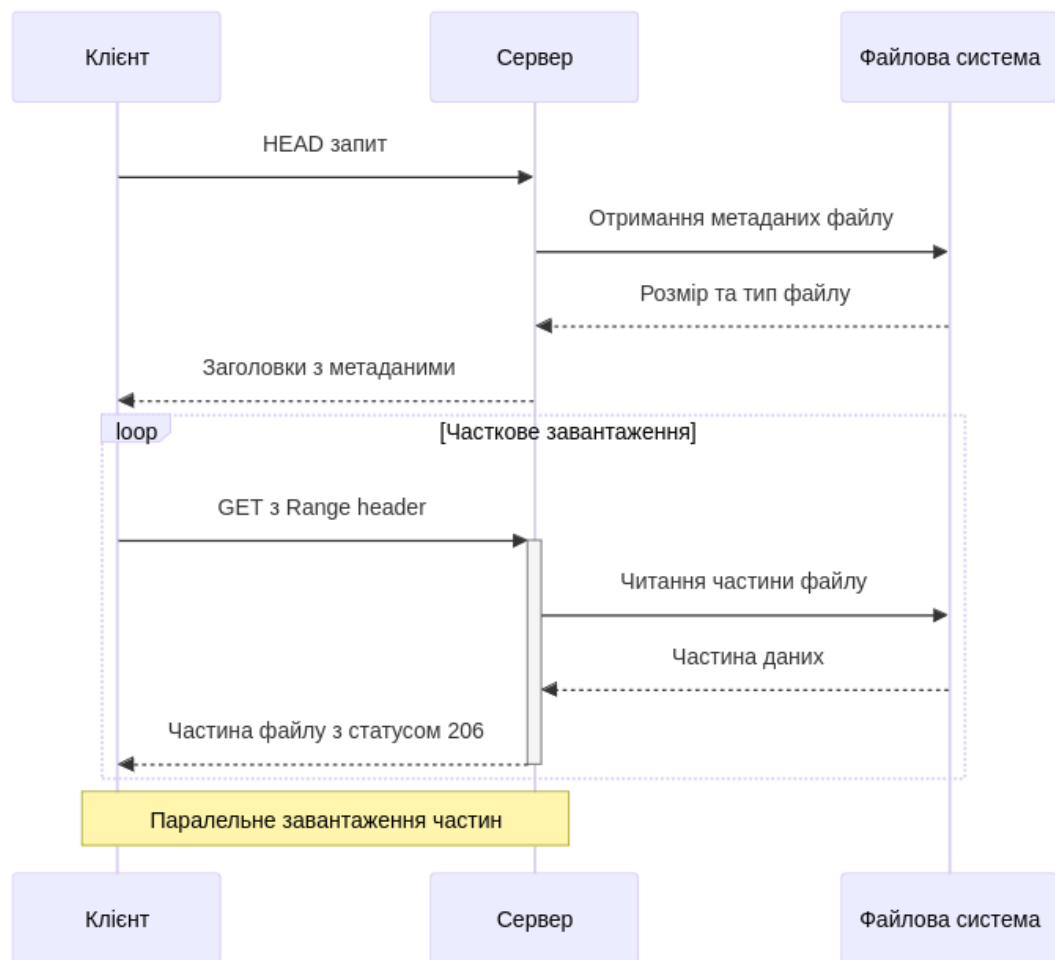 Клієнт
Сервер
Файлова система
HEAD запит
Отримання метаданих файлу
Розмір та тип файлу
Заголовки з метаданими
loop
[Часткове завантаження]
GET з Range header
Читання частини файлу
Частина даних
Частина файлу з статусом 206
Паралельне завантаження частин
Клієнт
Сервер
Файлова система